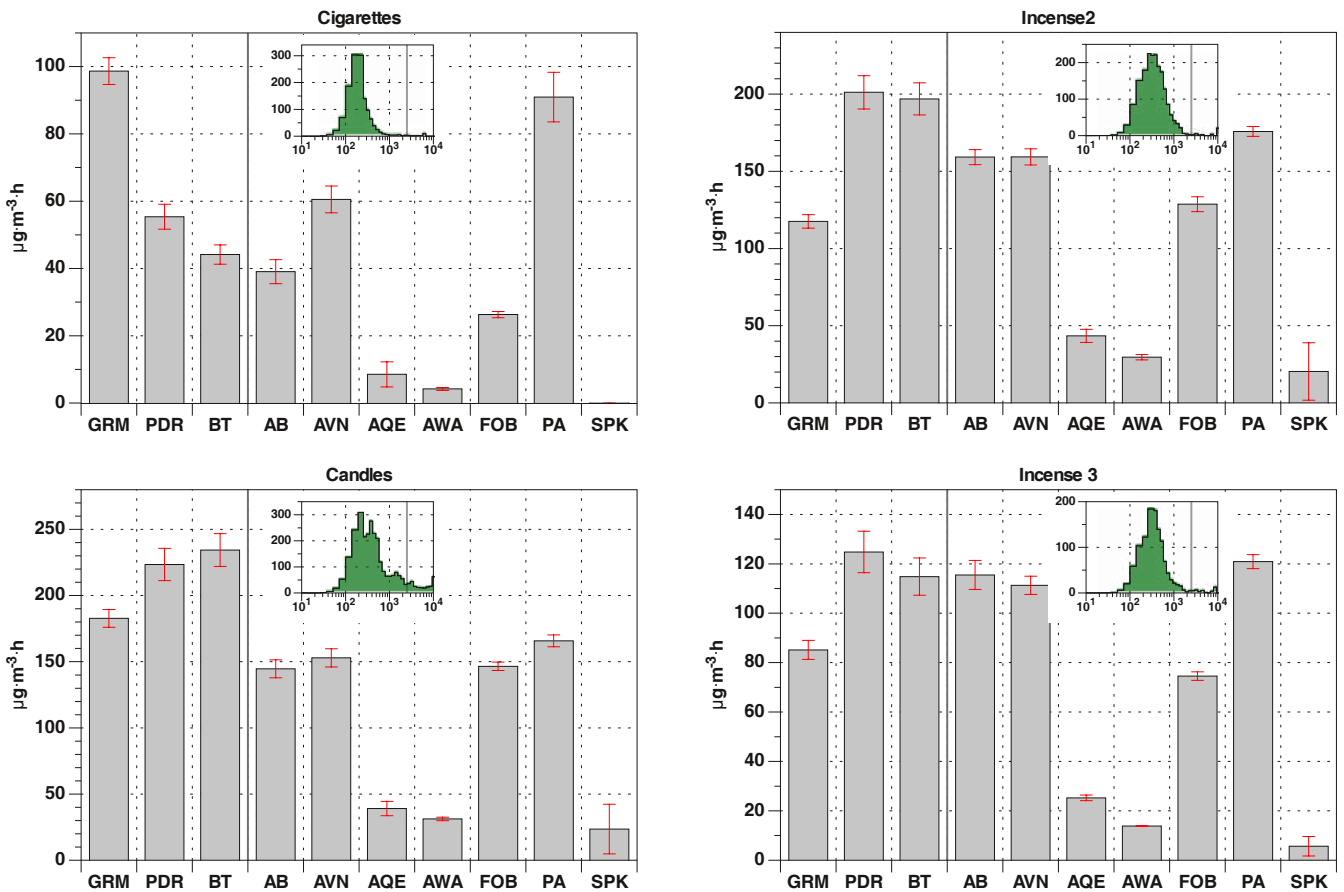 Cigarettes
µg·m⁻³·h
100
80
60
40
20
0
300
200
100
0
10¹ 10² 10³ 10⁴
GRM PDR BT AB AVN AQE AWA FOB PA SPK
Incense2
µg·m⁻³·h
200
150
100
50
0
200
100
0
10¹ 10² 10³ 10⁴
GRM PDR BT AB AVN AQE AWA FOB PA SPK
Candles
µg·m⁻³·h
250
200
150
100
50
0
300
200
100
0
10¹ 10² 10³ 10⁴
GRM PDR BT AB AVN AQE AWA FOB PA SPK
Incense 3
µg·m⁻³·h
140
120
100
80
60
40
20
0
200
100
0
10¹ 10² 10³ 10⁴
GRM PDR BT AB AVN AQE AWA FOB PA SPK